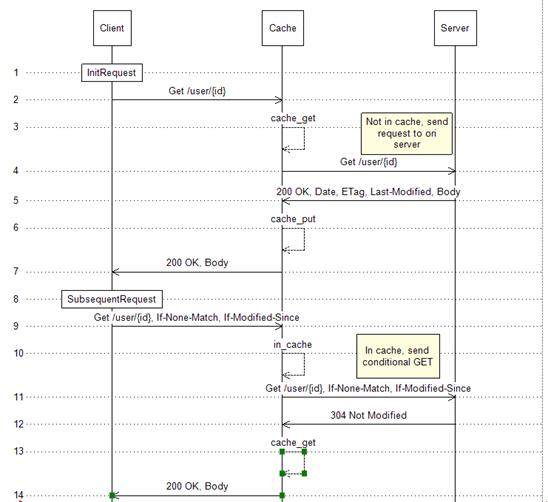 Client Cache Server
1 InitRequest
2 Get /user/{id}
3 cache_get
Not in cache, send
request to ori
server
4 Get /user/{id}
5 200 OK, Date, ETag, Last-Modified, Body
6 cache_put
7 200 OK, Body
8 SubsequentRequest
9 Get /user/{id}, If-None-Match, If-Modified-Since
10 in_cache
In cache, send
conditional GET
11 Get /user/{id}, If-None-Match, If-Modified-Since
12 304 Not Modified
13 cache_get
14 200 OK, Body